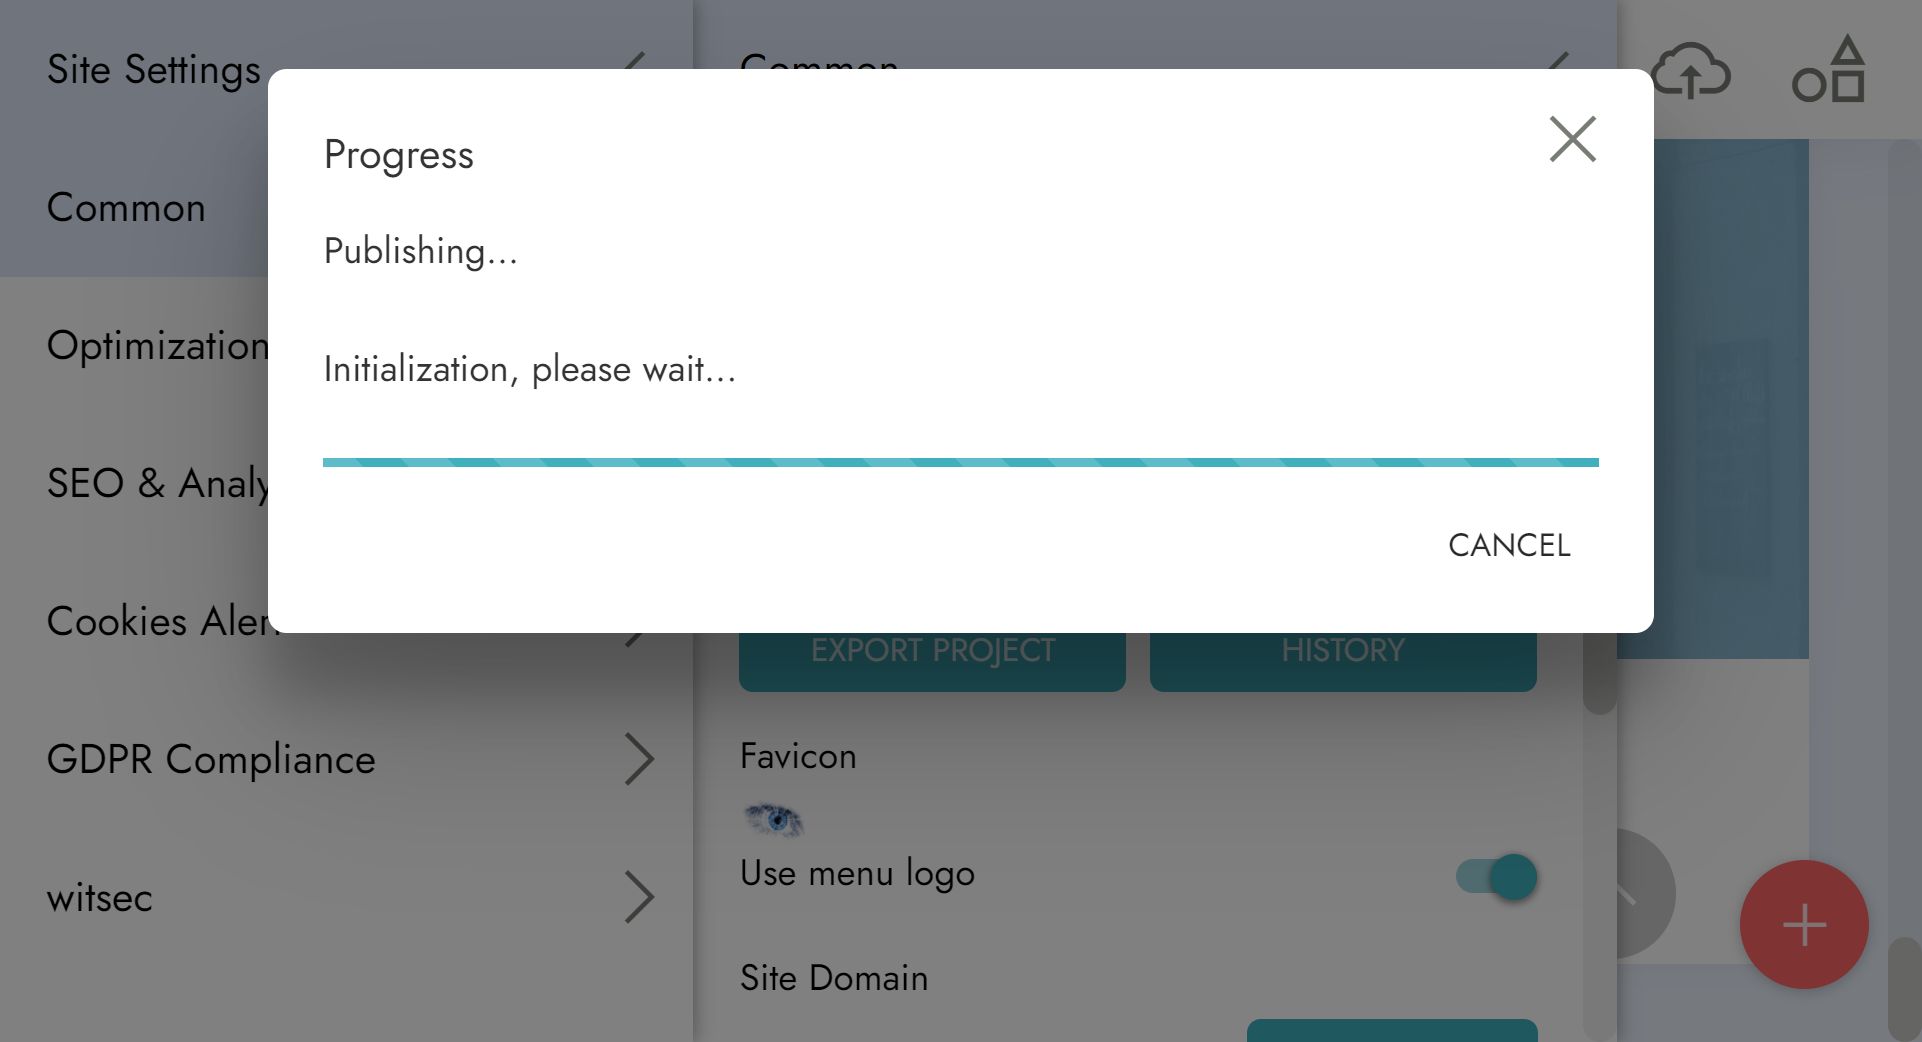 Site Settings
Common
Common
Optimization
SEO & Analy
Cookies Aler
GDPR Compliance
witsec
Progress
Publishing...
Initialization, please wait...
CANCEL
EXPORT PROJECT
HISTORY
Favicon
Use menu logo
Site Domain